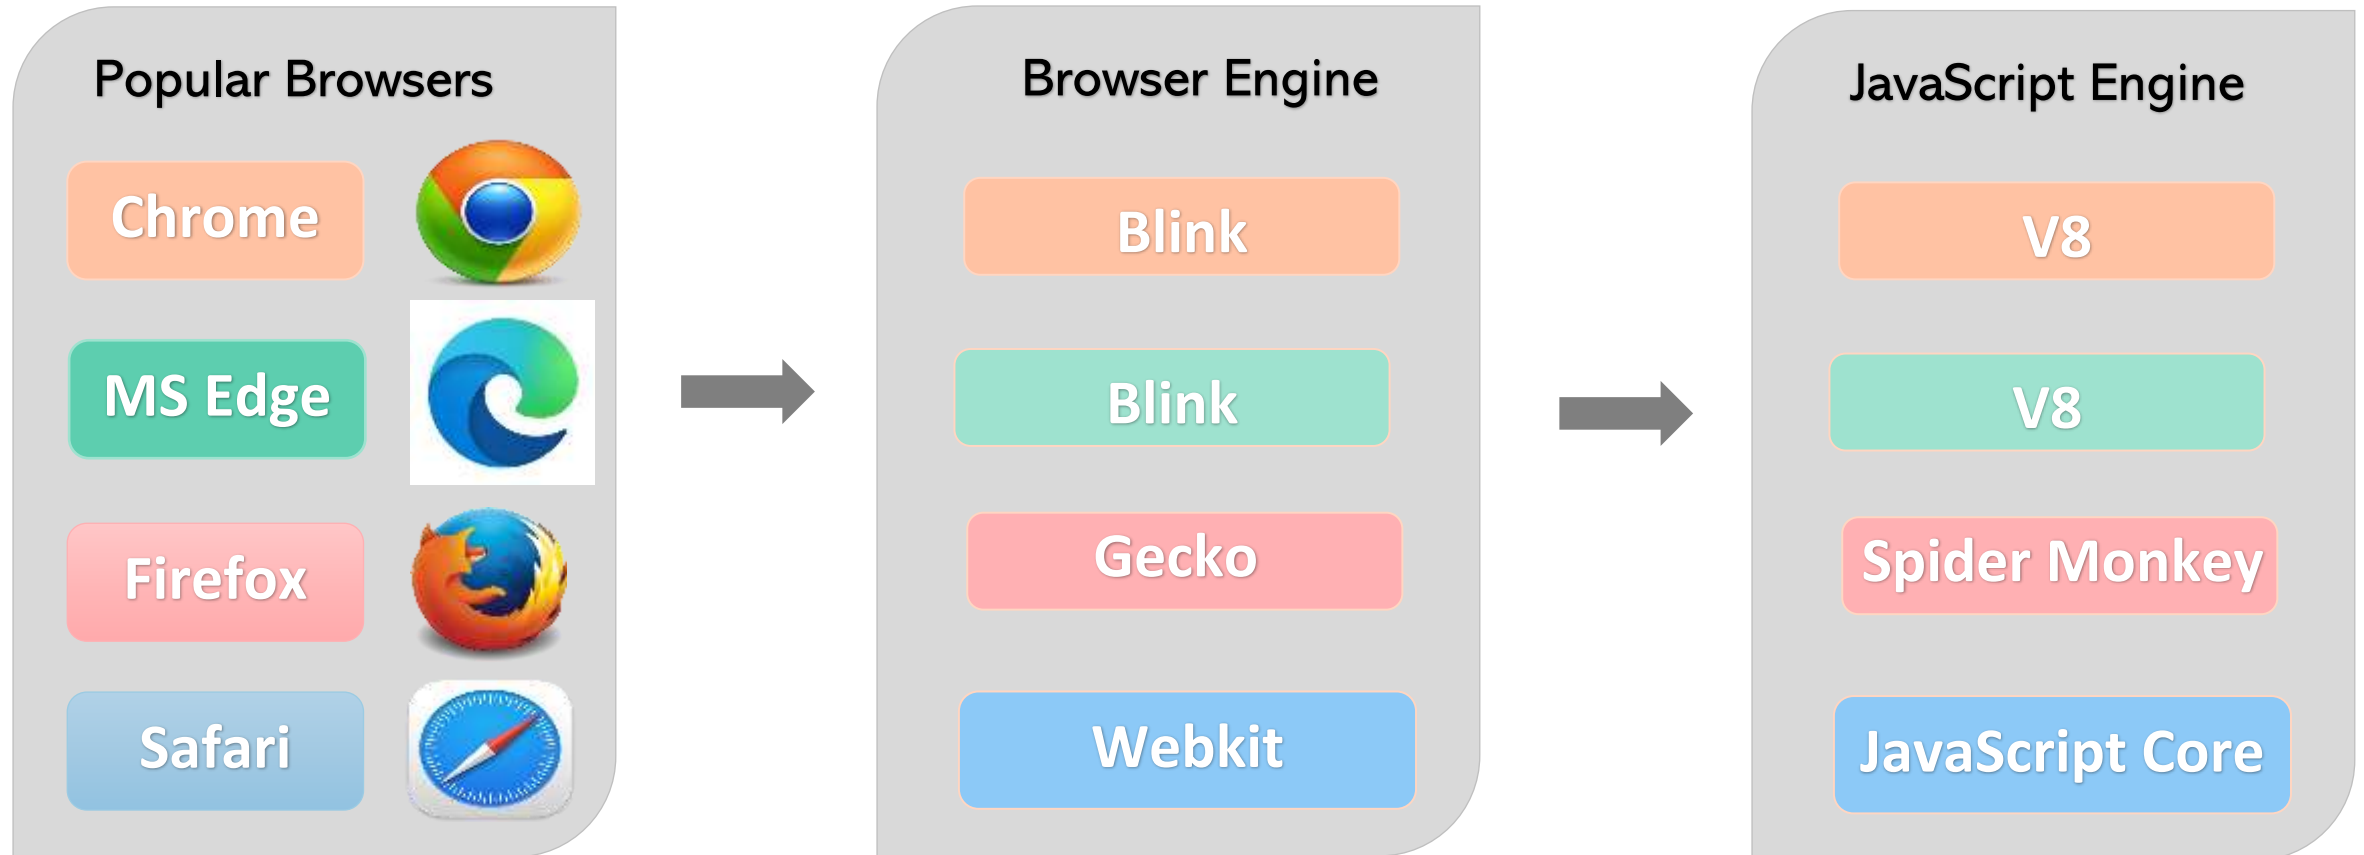 Popular Browsers
Chrome
MS Edge
Firefox
Safari
Browser Engine
Blink
Blink
Gecko
Webkit
JavaScript Engine
V8
V8
Spider Monkey
JavaScript Core